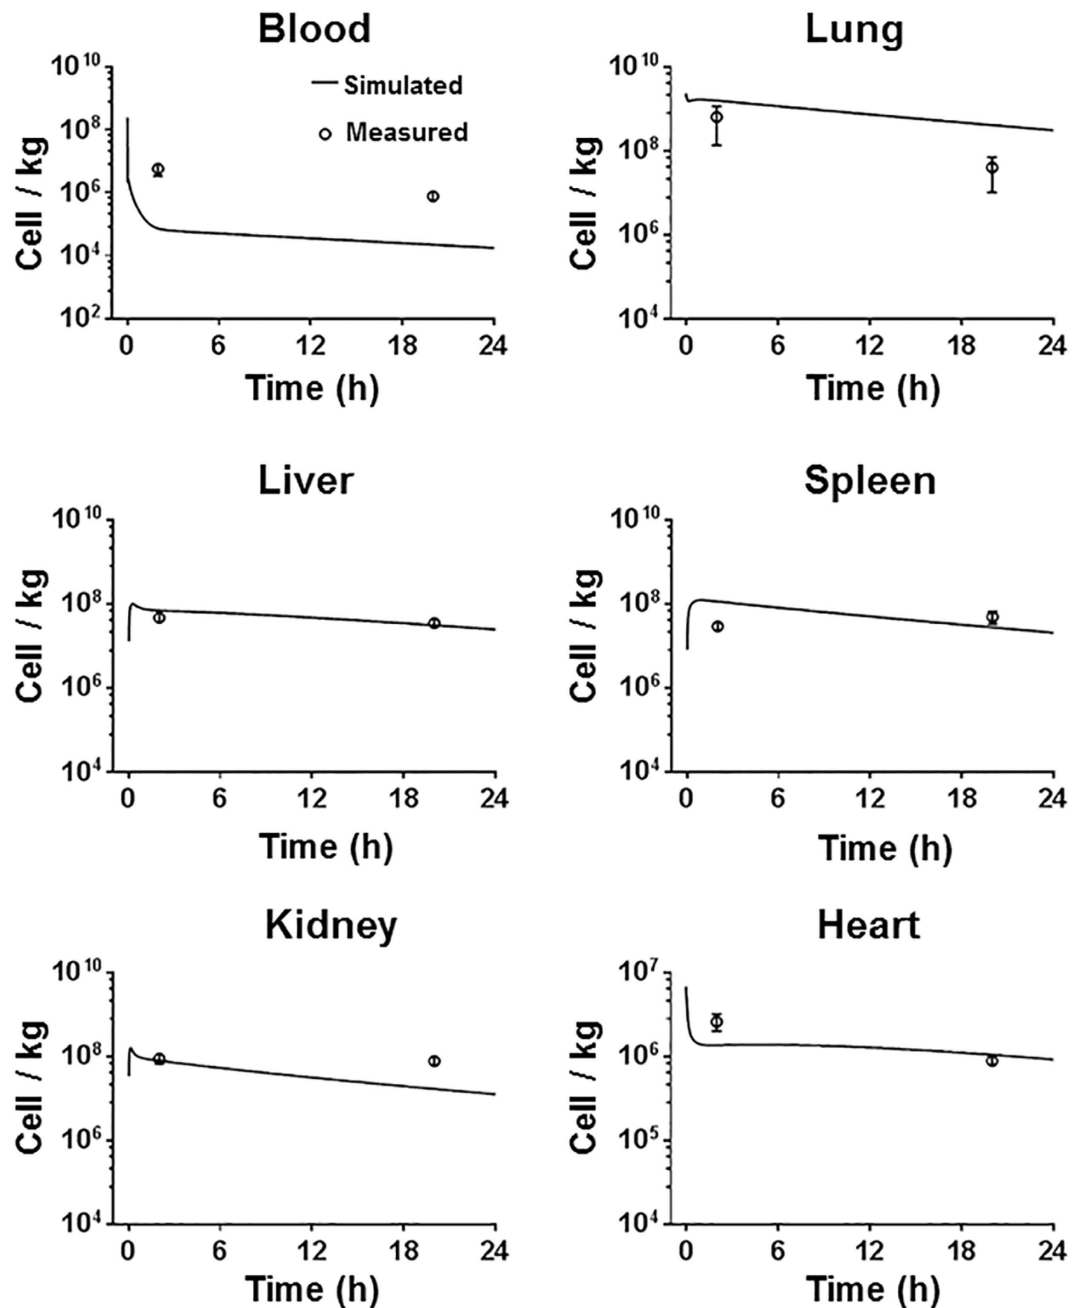 Blood
Lung
10^10
10^8
10^6
10^4
10^2
Cell / kg
Simulated
Measured
0 6 12 18 24
Time (h)
10^10
10^8
10^6
10^4
Cell / kg
0 6 12 18 24
Time (h)
Liver
Spleen
10^10
10^8
10^6
10^4
Cell / kg
0 6 12 18 24
Time (h)
10^10
10^8
10^6
10^4
Cell / kg
0 6 12 18 24
Time (h)
Kidney
Heart
10^10
10^8
10^6
10^4
Cell / kg
0 6 12 18 24
Time (h)
10^7
10^6
10^5
10^4
Cell / kg
0 6 12 18 24
Time (h)